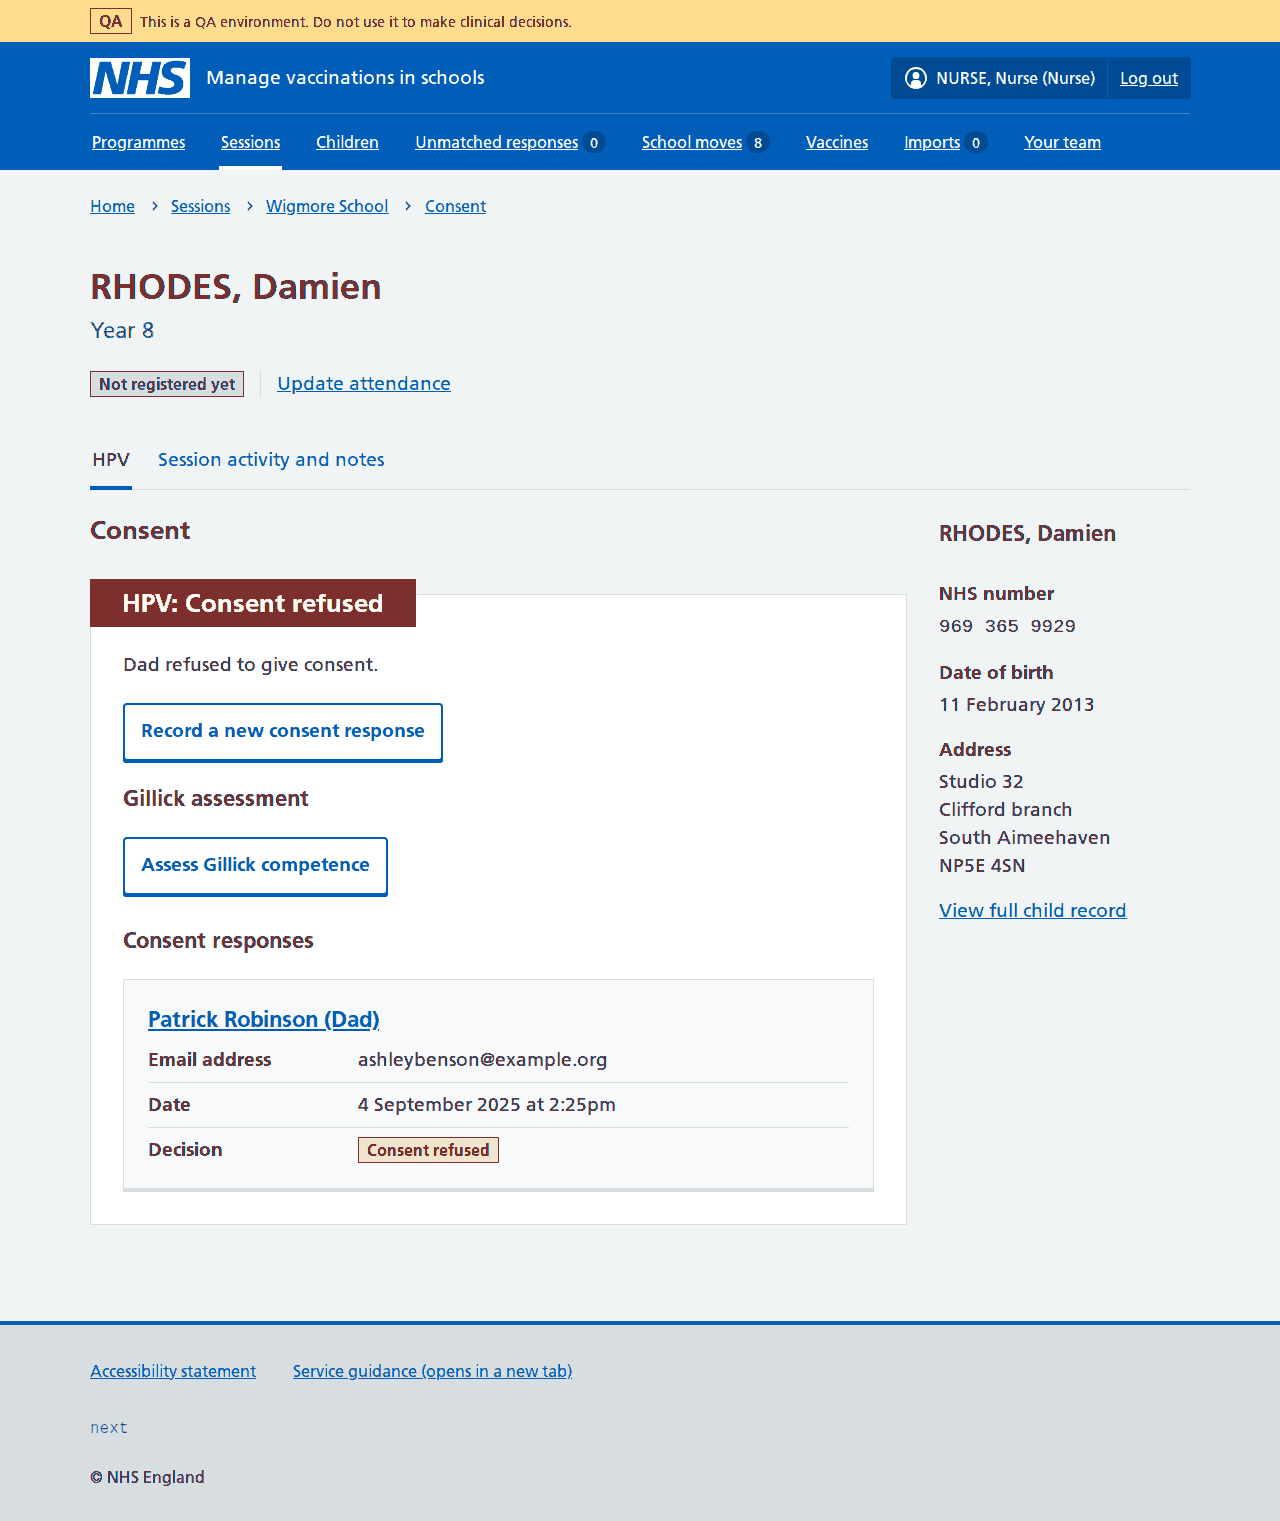 QA This is a QA environment. Do not use it to make clinical decisions.
NHS Manage vaccinations in schools NURSE, Nurse (Nurse) Log out
Programmes Sessions Children Unmatched responses 0 School moves 8 Vaccines Imports 0 Your team
Home Sessions Wigmore School Consent
RHODES, Damien
Year 8
Not registered yet Update attendance
HPV Session activity and notes
Consent
HPV: Consent refused
Dad refused to give consent.
Record a new consent response
Gillick assessment
Assess Gillick competence
Consent responses
Patrick Robinson (Dad)
Email address ashleybenson@example.org
Date 4 September 2025 at 2:25pm
Decision Consent refused
RHODES, Damien
NHS number
969 365 9929
Date of birth
11 February 2013
Address
Studio 32
Clifford branch
South Aimeehaven
NP5E 4SN
View full child record
Accessibility statement Service guidance (opens in a new tab)
next
© NHS England